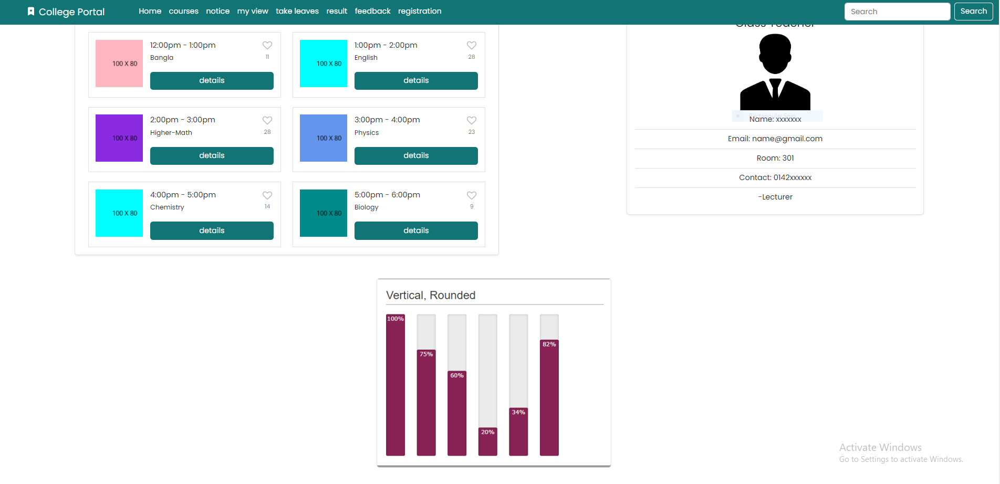 College Portal
Home courses notice my view take leaves result feedback registration
Search
Search
12:00pm - 1:00pm
Bangla
11
100 X 80
details
1:00pm - 2:00pm
English
28
100 X 80
details
2:00pm - 3:00pm
Higher-Math
28
100 X 80
details
3:00pm - 4:00pm
Physics
23
100 X 80
details
4:00pm - 5:00pm
Chemistry
14
100 X 80
details
5:00pm - 6:00pm
Biology
9
100 X 80
details
Class Teacher
Rectangular Snip
Name: xxxxxxx
Email: name@gmail.com
Room: 301
Contact: 0142xxxxxx
-Lecturer
Vertical, Rounded
100%
75%
60%
20%
34%
82%
Activate Windows
Go to Settings to activate Windows.